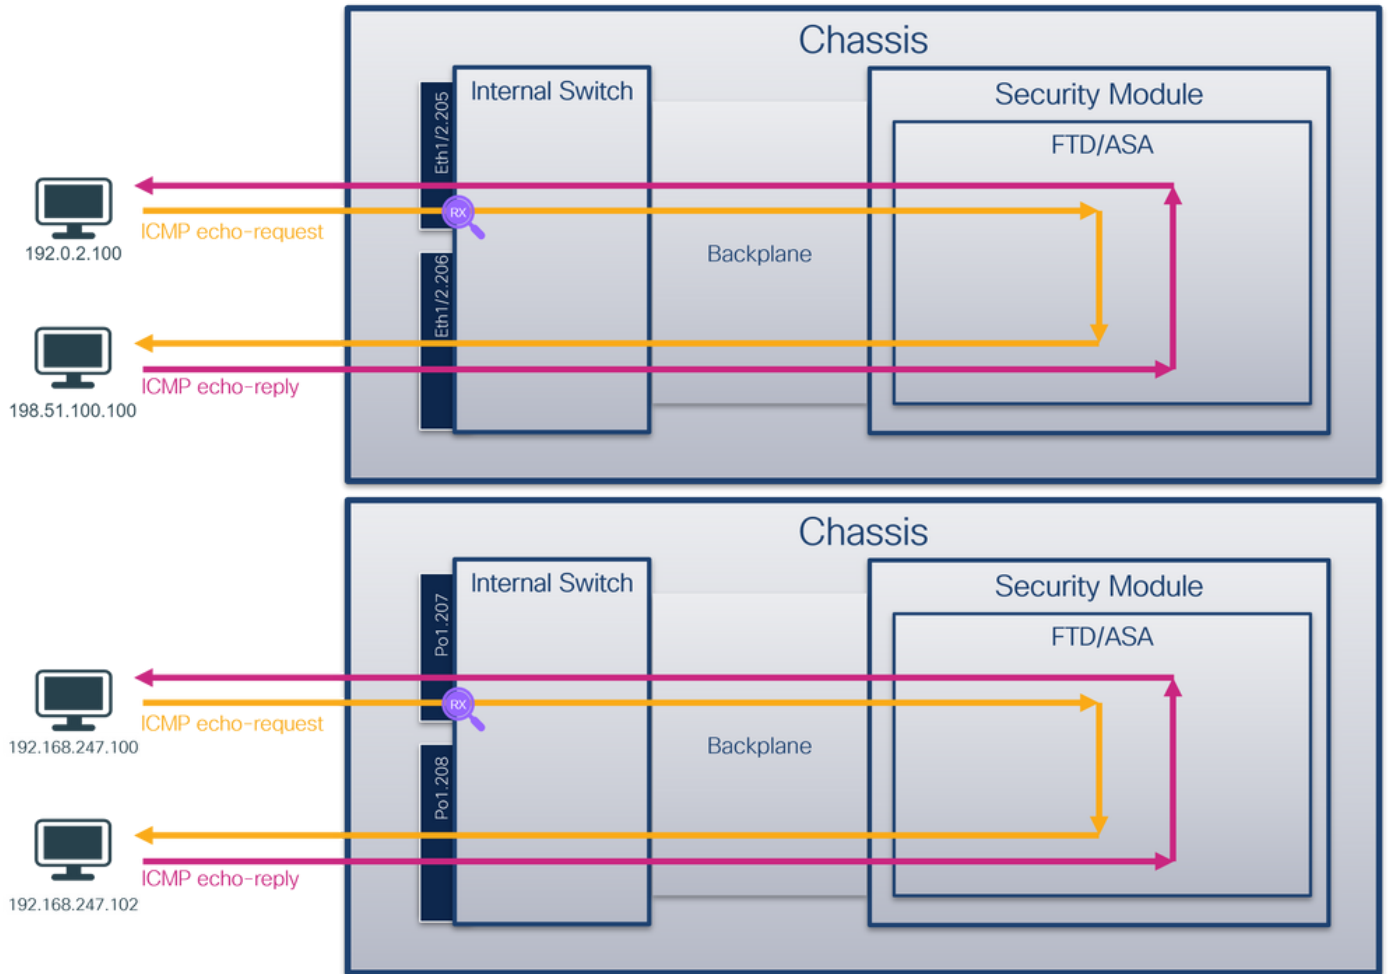 Chassis
Internal Switch
Security Module
FTD/ASA
Eth1/2.205
RX
ICMP echo-request
192.0.2.100
Backplane
Eth1/2.206
ICMP echo-reply
198.51.100.100
Chassis
Internal Switch
Security Module
FTD/ASA
Po1.207
RX
ICMP echo-request
192.168.247.100
Backplane
Po1.208
ICMP echo-reply
192.168.247.102